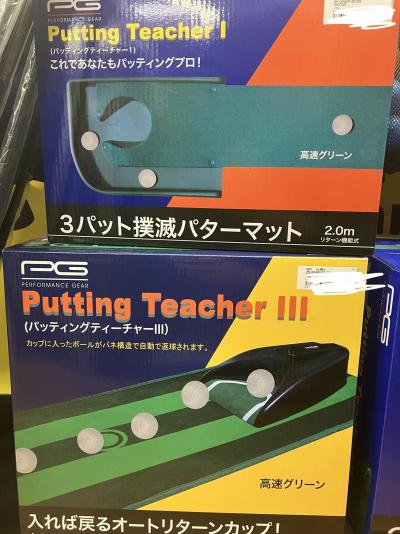 PG
PERFORMANCE GEAR
Putting Teacher I
(パッティングティーチャーI)
これであなたもパッティングプロ!
高速グリーン
3パット撲滅パターマット
2.0m
リターン機能式
PG
PERFORMANCE GEAR
Putting Teacher III
(パッティングティーチャーIII)
カップに入ったボールがバネ構造で自動で返球されます。
高速グリーン
入れば戻るオートリターンカップ!
Putting Tea